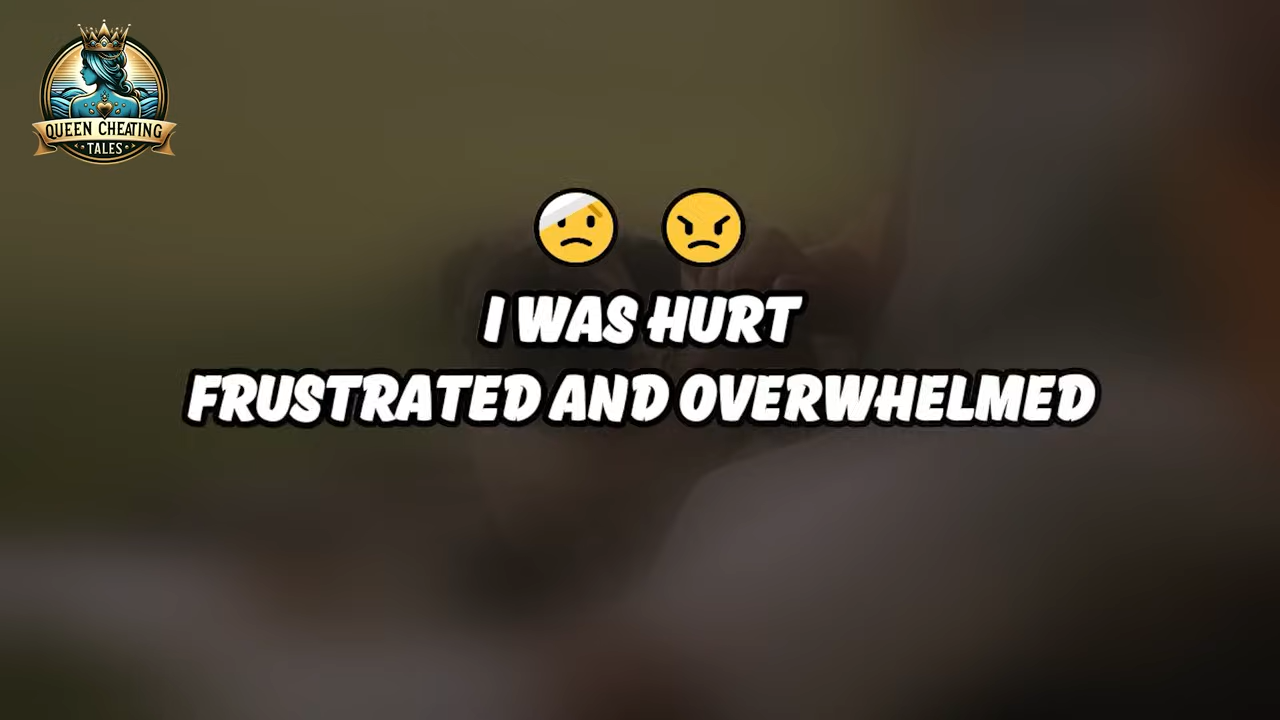 QUEEN CHEATING
TALES
I WAS HURT
FRUSTRATED AND OVERWHELMED